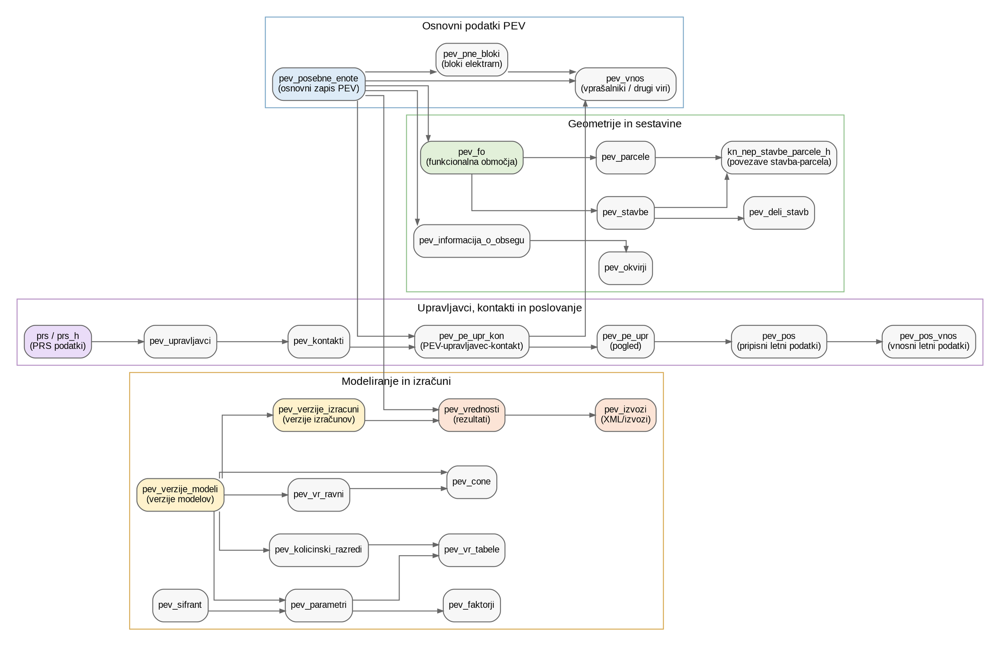 Osnovni podatki PEV
pev_pne_bloki
(bloki elektrarn)
pev_posebne_enote
(osnovni zapis PEV)
pev_vnos
(vprašalniki / drugi viri)
Geometrije in sestavine
pev_fo
(funkcionalna območja)
pev_parcele
kn_nep_stavbe_parcele_h
(povezave stavba-parcela)
pev_stavbe
pev_deli_stavb
pev_informacija_o_obsegu
pev_okvirji
Upravljavci, kontakti in poslovanje
prs / prs_h
(PRS podatki)
pev_upravljavci
pev_kontakti
pev_pe_upr_kon
(PEV-upravljavec-kontakt)
pev_pe_upr
(pogled)
pev_pos
(pripisni letni podatki)
pev_pos_vnos
(vnosni letni podatki)
Modeliranje in izračuni
pev_verzije_izracuni
(verzije izračunov)
pev_vrednosti
(rezultati)
pev_izvozi
(XML/izvozi)
pev_cone
pev_verzije_modeli
(verzije modelov)
pev_vr_ravni
pev_kolicinski_razredi
pev_vr_tabele
pev_sifrant
pev_parametri
pev_faktorji